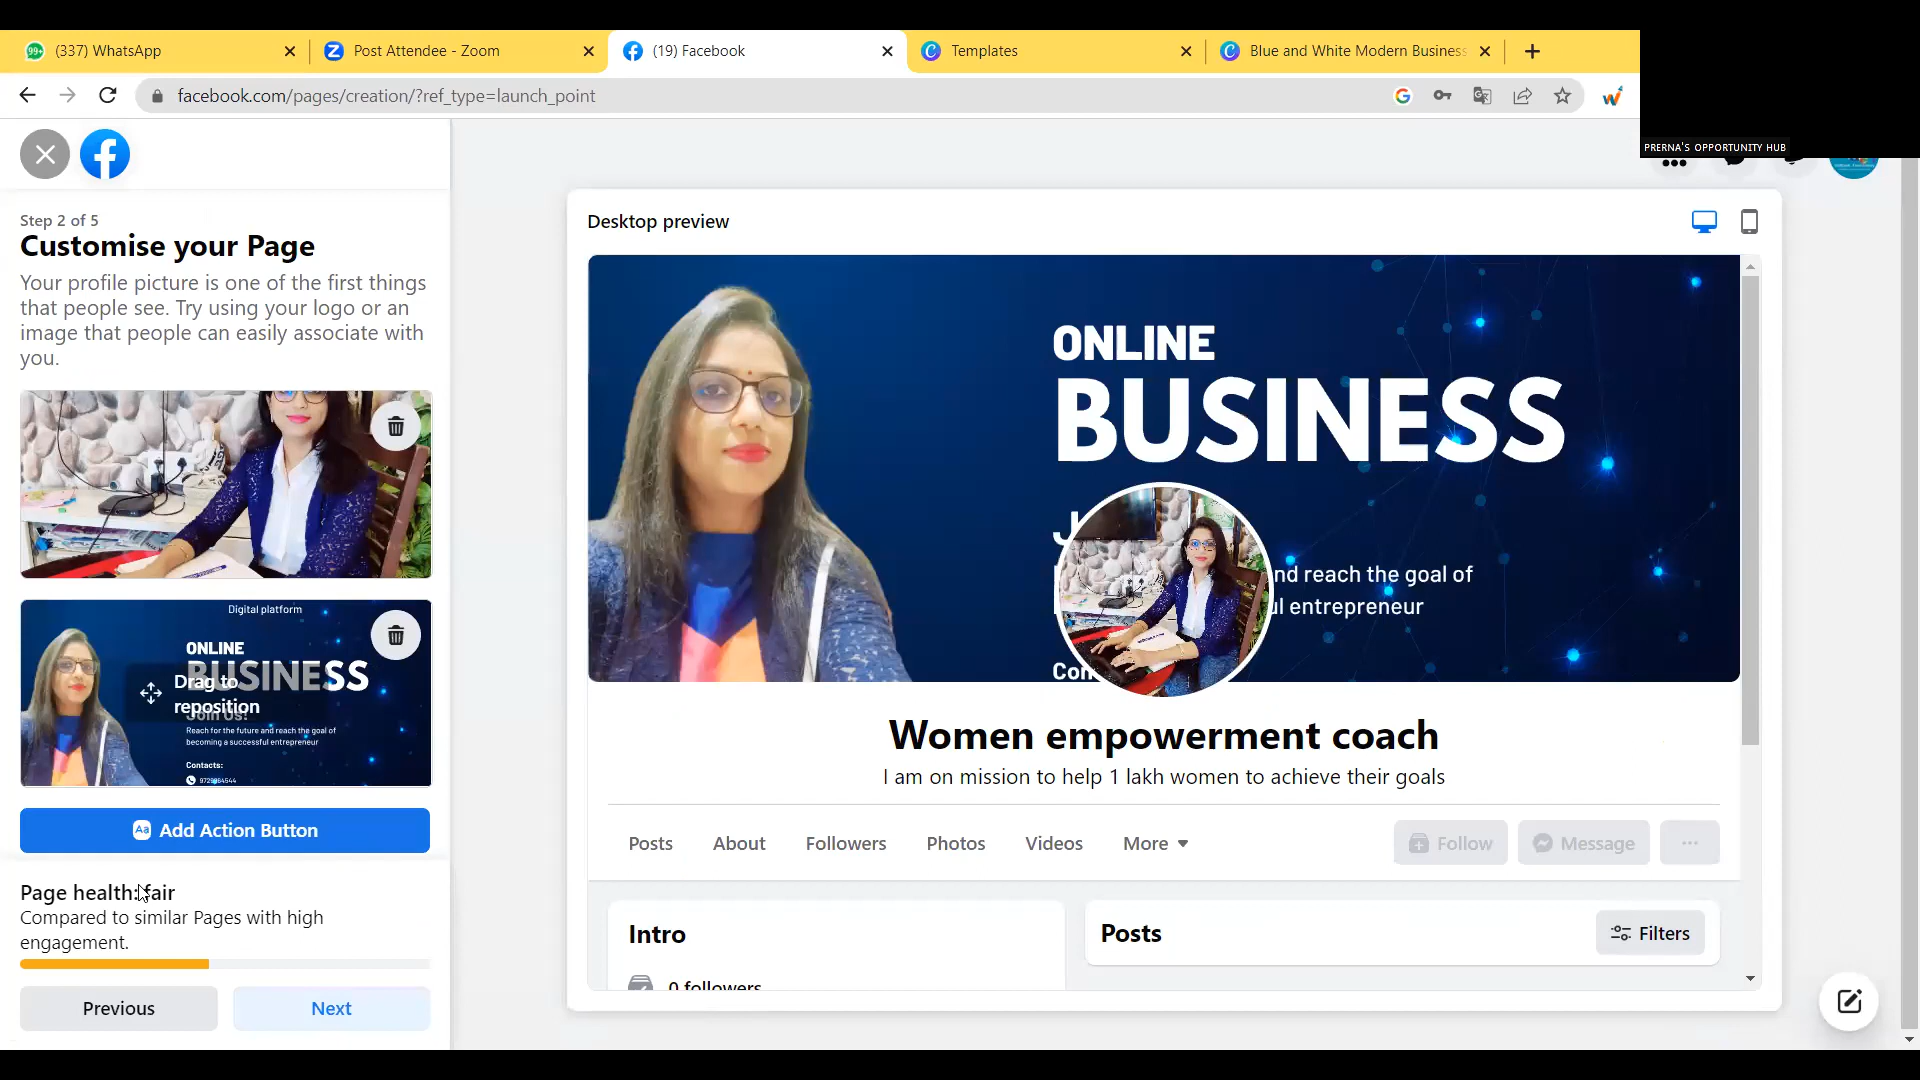 99+ (337) WhatsApp
Post Attendee - Zoom
(19) Facebook
Templates
Blue and White Modern Business
facebook.com/pages/creation/?ref_type=launch_point
PRERNA'S OPPORTUNITY HUB
Step 2 of 5
Customise your Page
Your profile picture is one of the first things
that people see. Try using your logo or an
image that people can easily associate with
you.
Digital platform
ONLINE
BUSINESS
Drag to
reposition
Join Us!
Reach for the future and reach the goal of
becoming a successful entrepreneur
Contacts:
Aa Add Action Button
Page health: fair
Compared to similar Pages with high
engagement.
Previous
Next
Desktop preview
ONLINE
BUSINESS
J
nd reach the goal of
ul entrepreneur
Con
Women empowerment coach
I am on mission to help 1 lakh women to achieve their goals
Posts
About
Followers
Photos
Videos
More
Follow
Message
Intro
0 followers
Posts
Filters